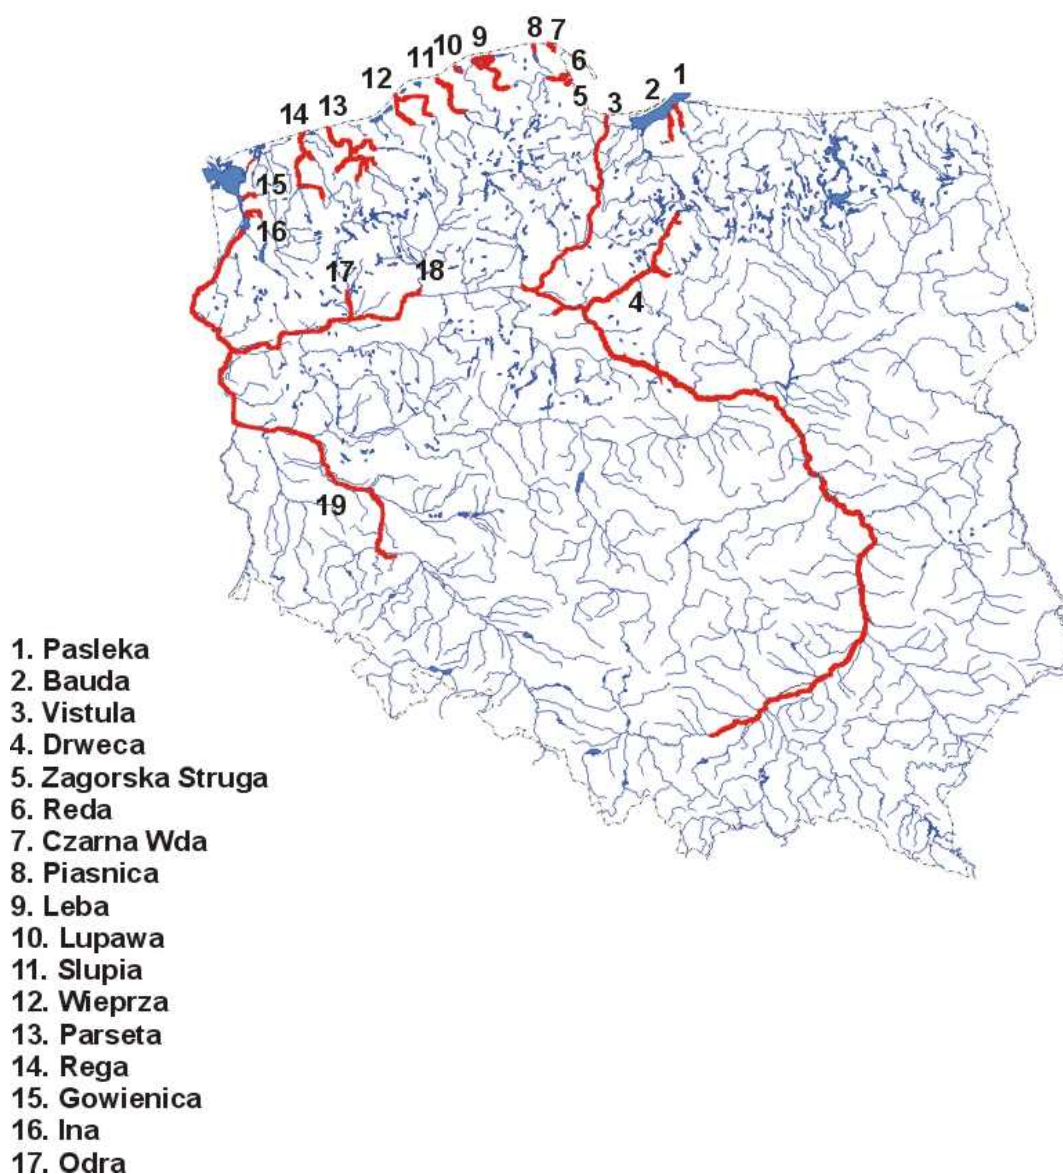 8 7
9
10
11
6
12
2 1
5
3
14 13
15
16
17 18
4
19
1. Pasleka
2. Bauda
3. Vistula
4. Drweca
5. Zagorska Struga
6. Reda
7. Czarna Wda
8. Piasnica
9. Leba
10. Lupawa
11. Slupia
12. Wieprza
13. Parseta
14. Rega
15. Gowienica
16. Ina
17. Odra